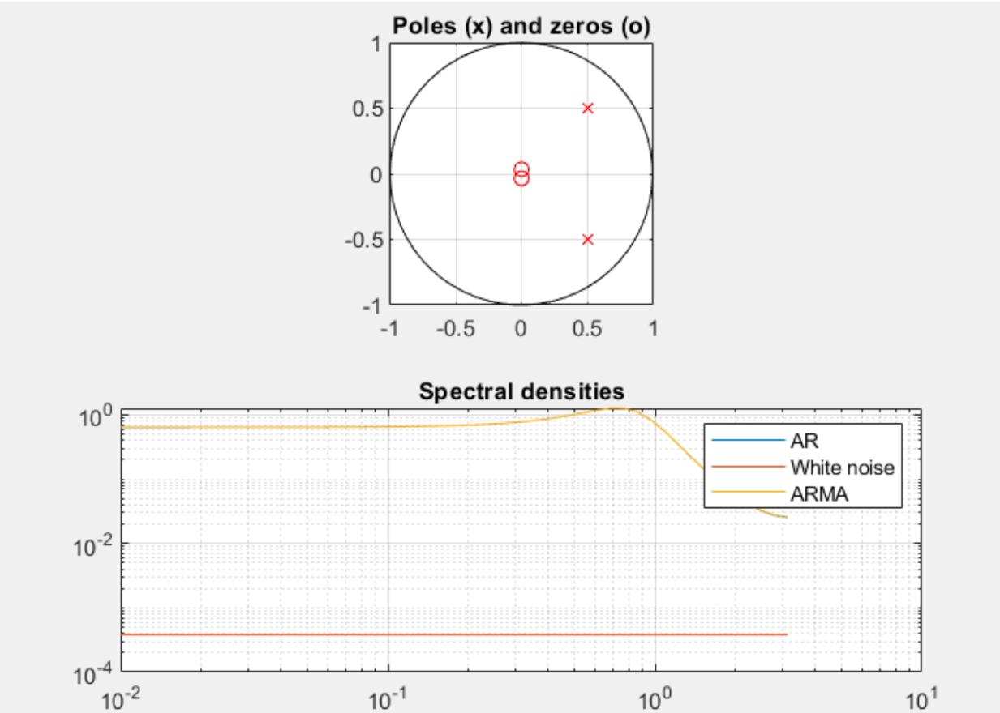 Poles (x) and zeros (o)
1
0.5
0
-0.5
-1
-1 -0.5 0 0.5 1
Spectral densities
10^0
10^-2
10^-4
AR
White noise
ARMA
10^-2 10^-1 10^0 10^1